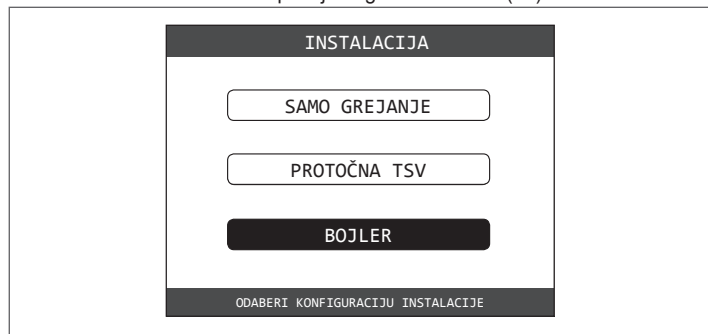 INSTALACIJA
SAMO GREJANJE
PROTOČNA TSV
BOJLER
ODABERI KONFIGURACIJU INSTALACIJE